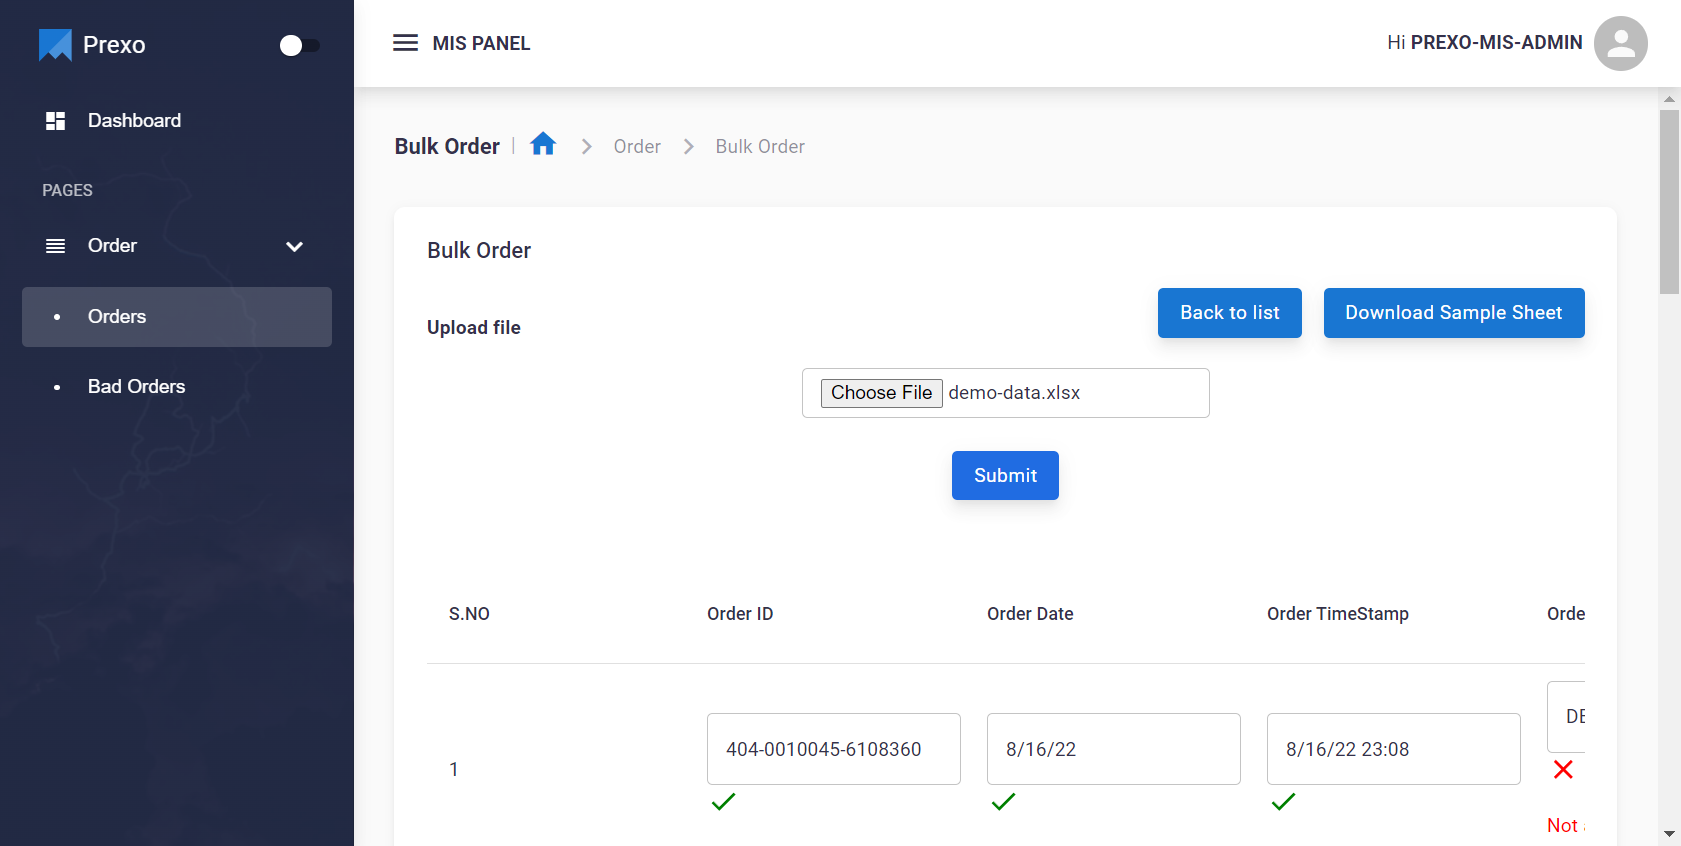 Prexo
MIS PANEL
Hi PREXO-MIS-ADMIN
Dashboard
PAGES
Order
Orders
Bad Orders
Bulk Order | Order Bulk Order
Bulk Order
Upload file
Back to list
Download Sample Sheet
Choose File demo-data.xlsx
Submit
S.NO Order ID Order Date Order TimeStamp Orde
1 404-0010045-6108360 8/16/22 8/16/22 23:08 DE
Not